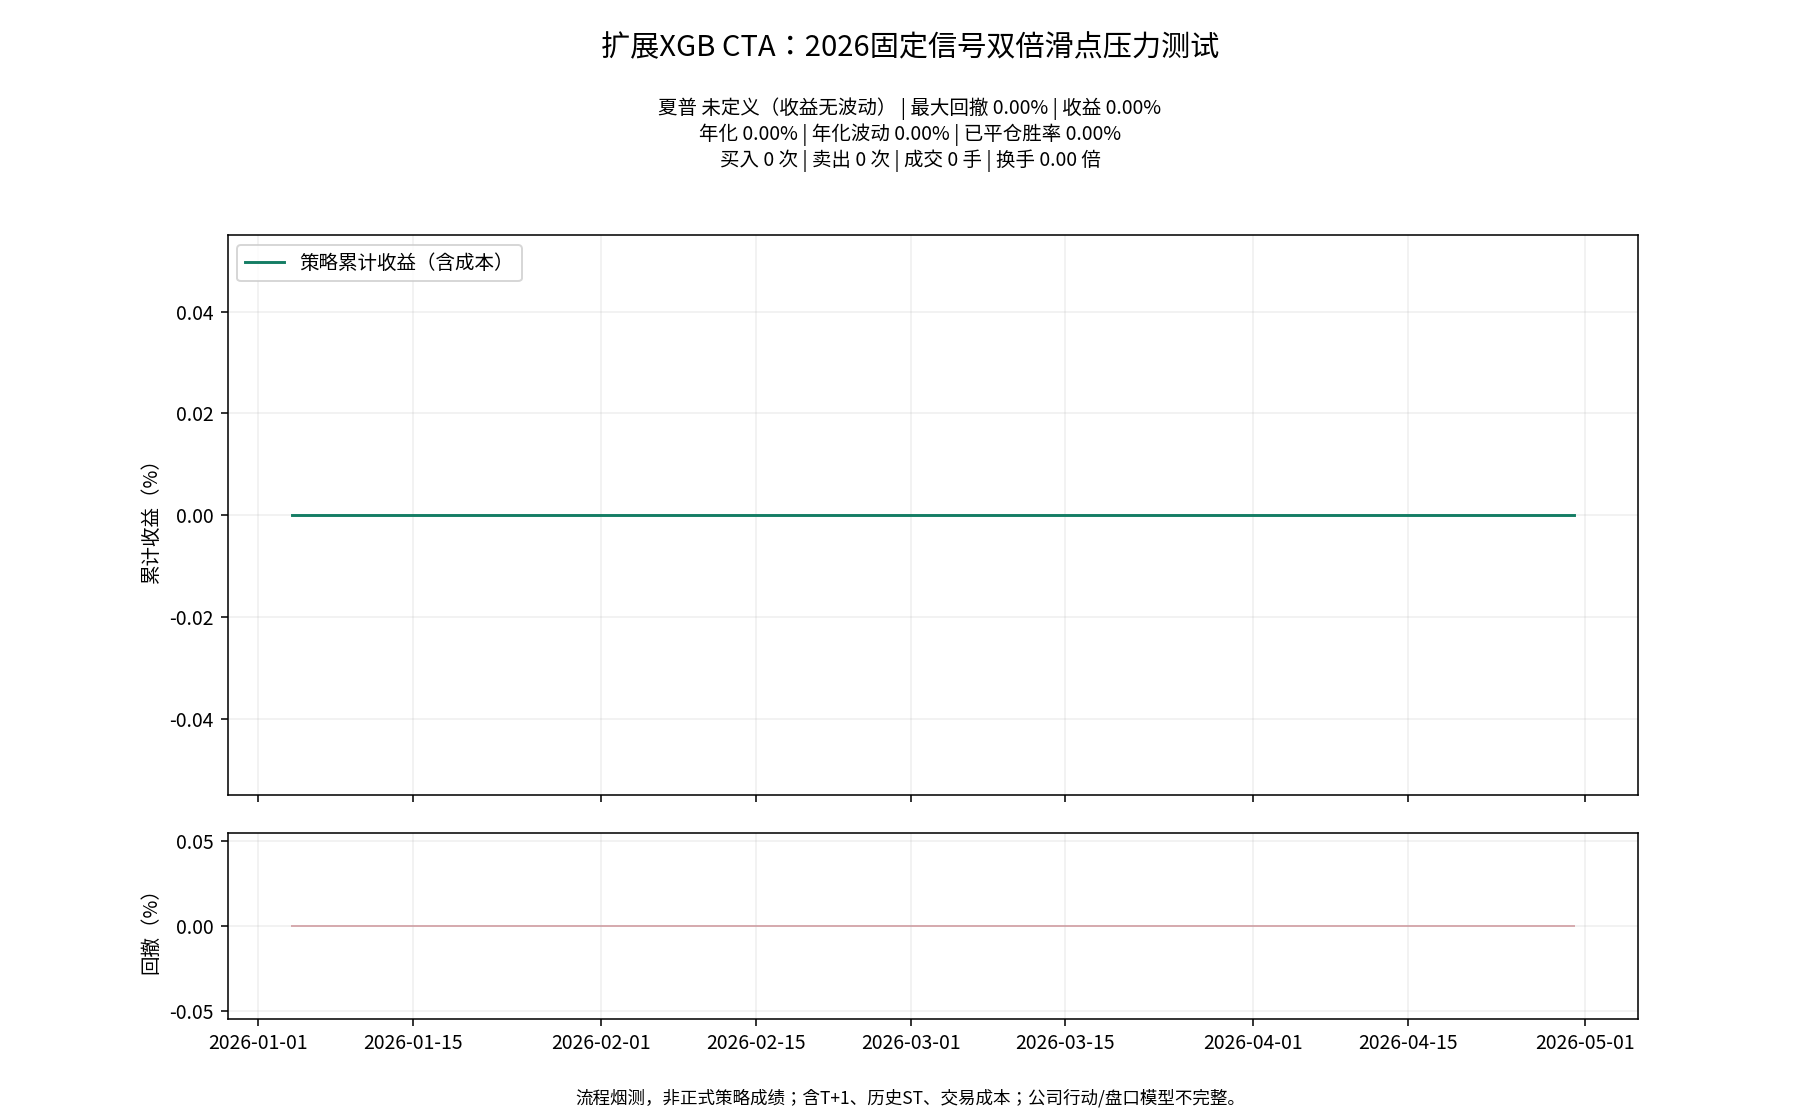 扩展XGB CTA：2026固定信号双倍滑点压力测试
夏普 未定义（收益无波动） | 最大回撤 0.00% | 收益 0.00%
年化 0.00% | 年化波动 0.00% | 已平仓胜率 0.00%
买入 0 次 | 卖出 0 次 | 成交 0 手 | 换手 0.00 倍
策略累计收益（含成本）
累计收益（%）
0.04
0.02
0.00
-0.02
-0.04
回撤（%）
0.05
0.00
-0.05
2026-01-01 2026-01-15 2026-02-01 2026-02-15 2026-03-01 2026-03-15 2026-04-01 2026-04-15 2026-05-01
流程烟测，非正式策略成绩；含T+1、历史ST、交易成本；公司行动/盘口模型不完整。